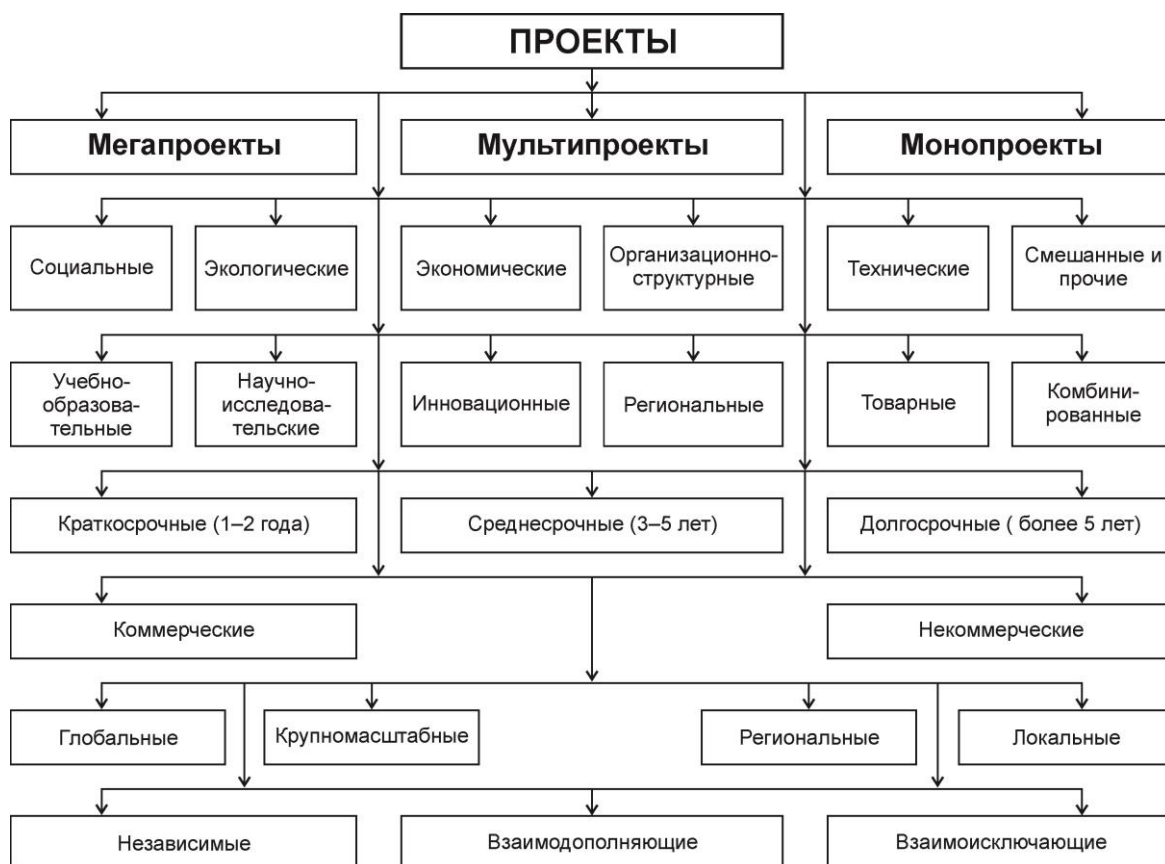 ПРОЕКТЫ
Мегапроекты
Мультипроекты
Монопроекты
Социальные
Экологические
Экономические
Организационно-
структурные
Технические
Смешанные и
прочие
Учебно-
образова-
тельные
Научно-
исследова-
тельские
Инновационные
Региональные
Товарные
Комбини-
рованные
Краткосрочные (1–2 года)
Среднесрочные (3–5 лет)
Долгосрочные ( более 5 лет)
Коммерческие
Некоммерческие
Глобальные
Крупномасштабные
Региональные
Локальные
Независимые
Взаимодополняющие
Взаимоисключающие